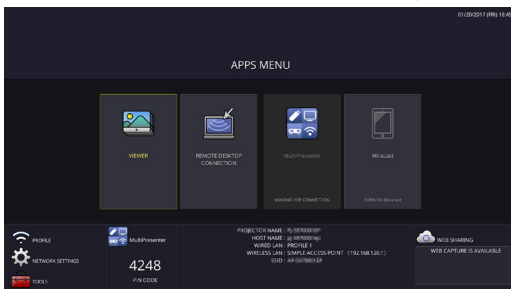 01/20/2017 (FRI) 18:45
APPS MENU
VIEWER
REMOTE DESKTOP
CONNECTION
MultiPresenter
Miracast
WAITING FOR CONNECTION
PROFILE
NETWORK SETTINGS
TOOLS
MultiPresenter
4248
PIN CODE
PROJECTOR NAME :
HOST NAME :
WIRED LAN : PROFILE 1
WIRELESS LAN : SIMPLE ACCESS POINT (192.168.120.1)
SSID :
WEB SHARING
WEB CAPTURE IS AVAILABLE